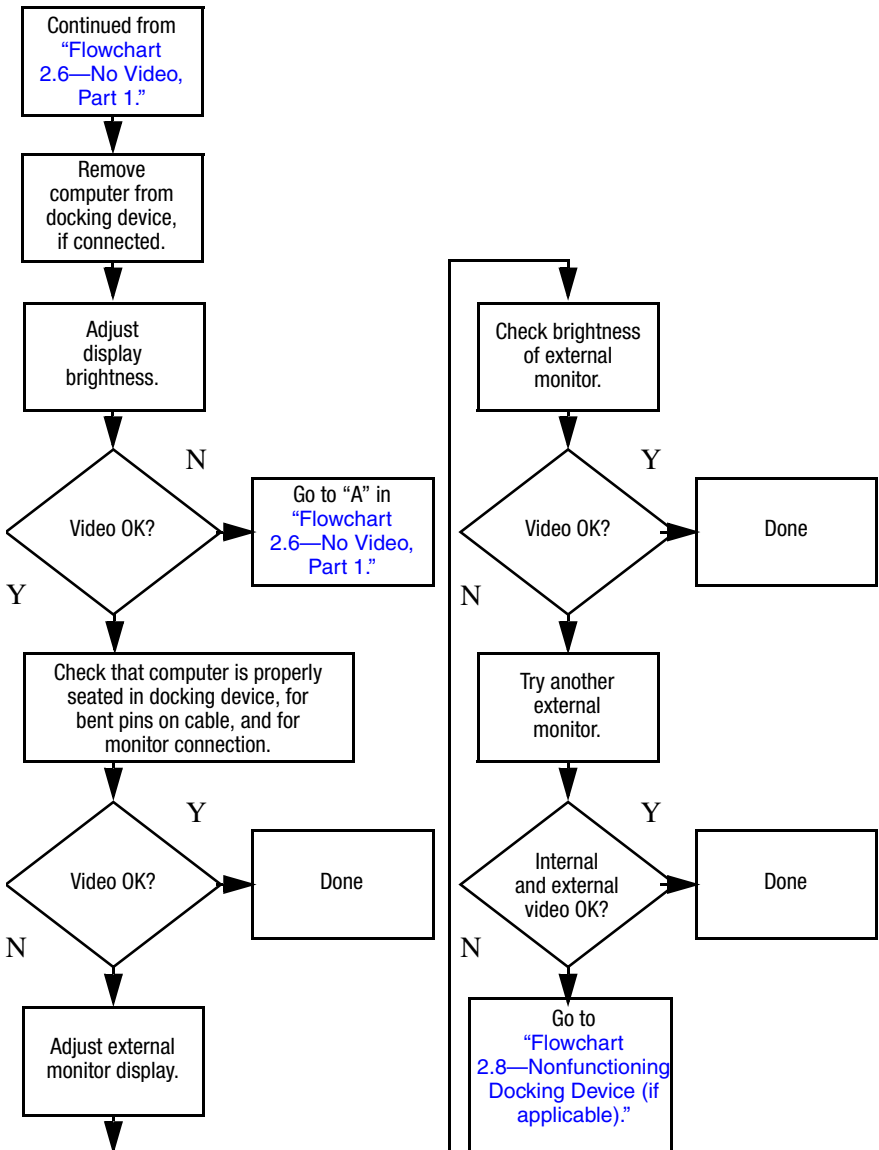 Continued from
“Flowchart
2.6—No Video,
Part 1.”
Remove
computer from
docking device,
if connected.
Adjust
display
brightness.
N
Video OK?
Go to “A” in
“Flowchart
2.6—No Video,
Part 1.”
Y
Check that computer is properly
seated in docking device, for
bent pins on cable, and for
monitor connection.
Y
Video OK?
Done
N
Adjust external
monitor display.
Check brightness
of external
monitor.
Y
Video OK?
Done
N
Try another
external
monitor.
Y
Internal
and external
video OK?
Done
N
Go to
“Flowchart
2.8—Nonfunctioning
Docking Device (if
applicable).”